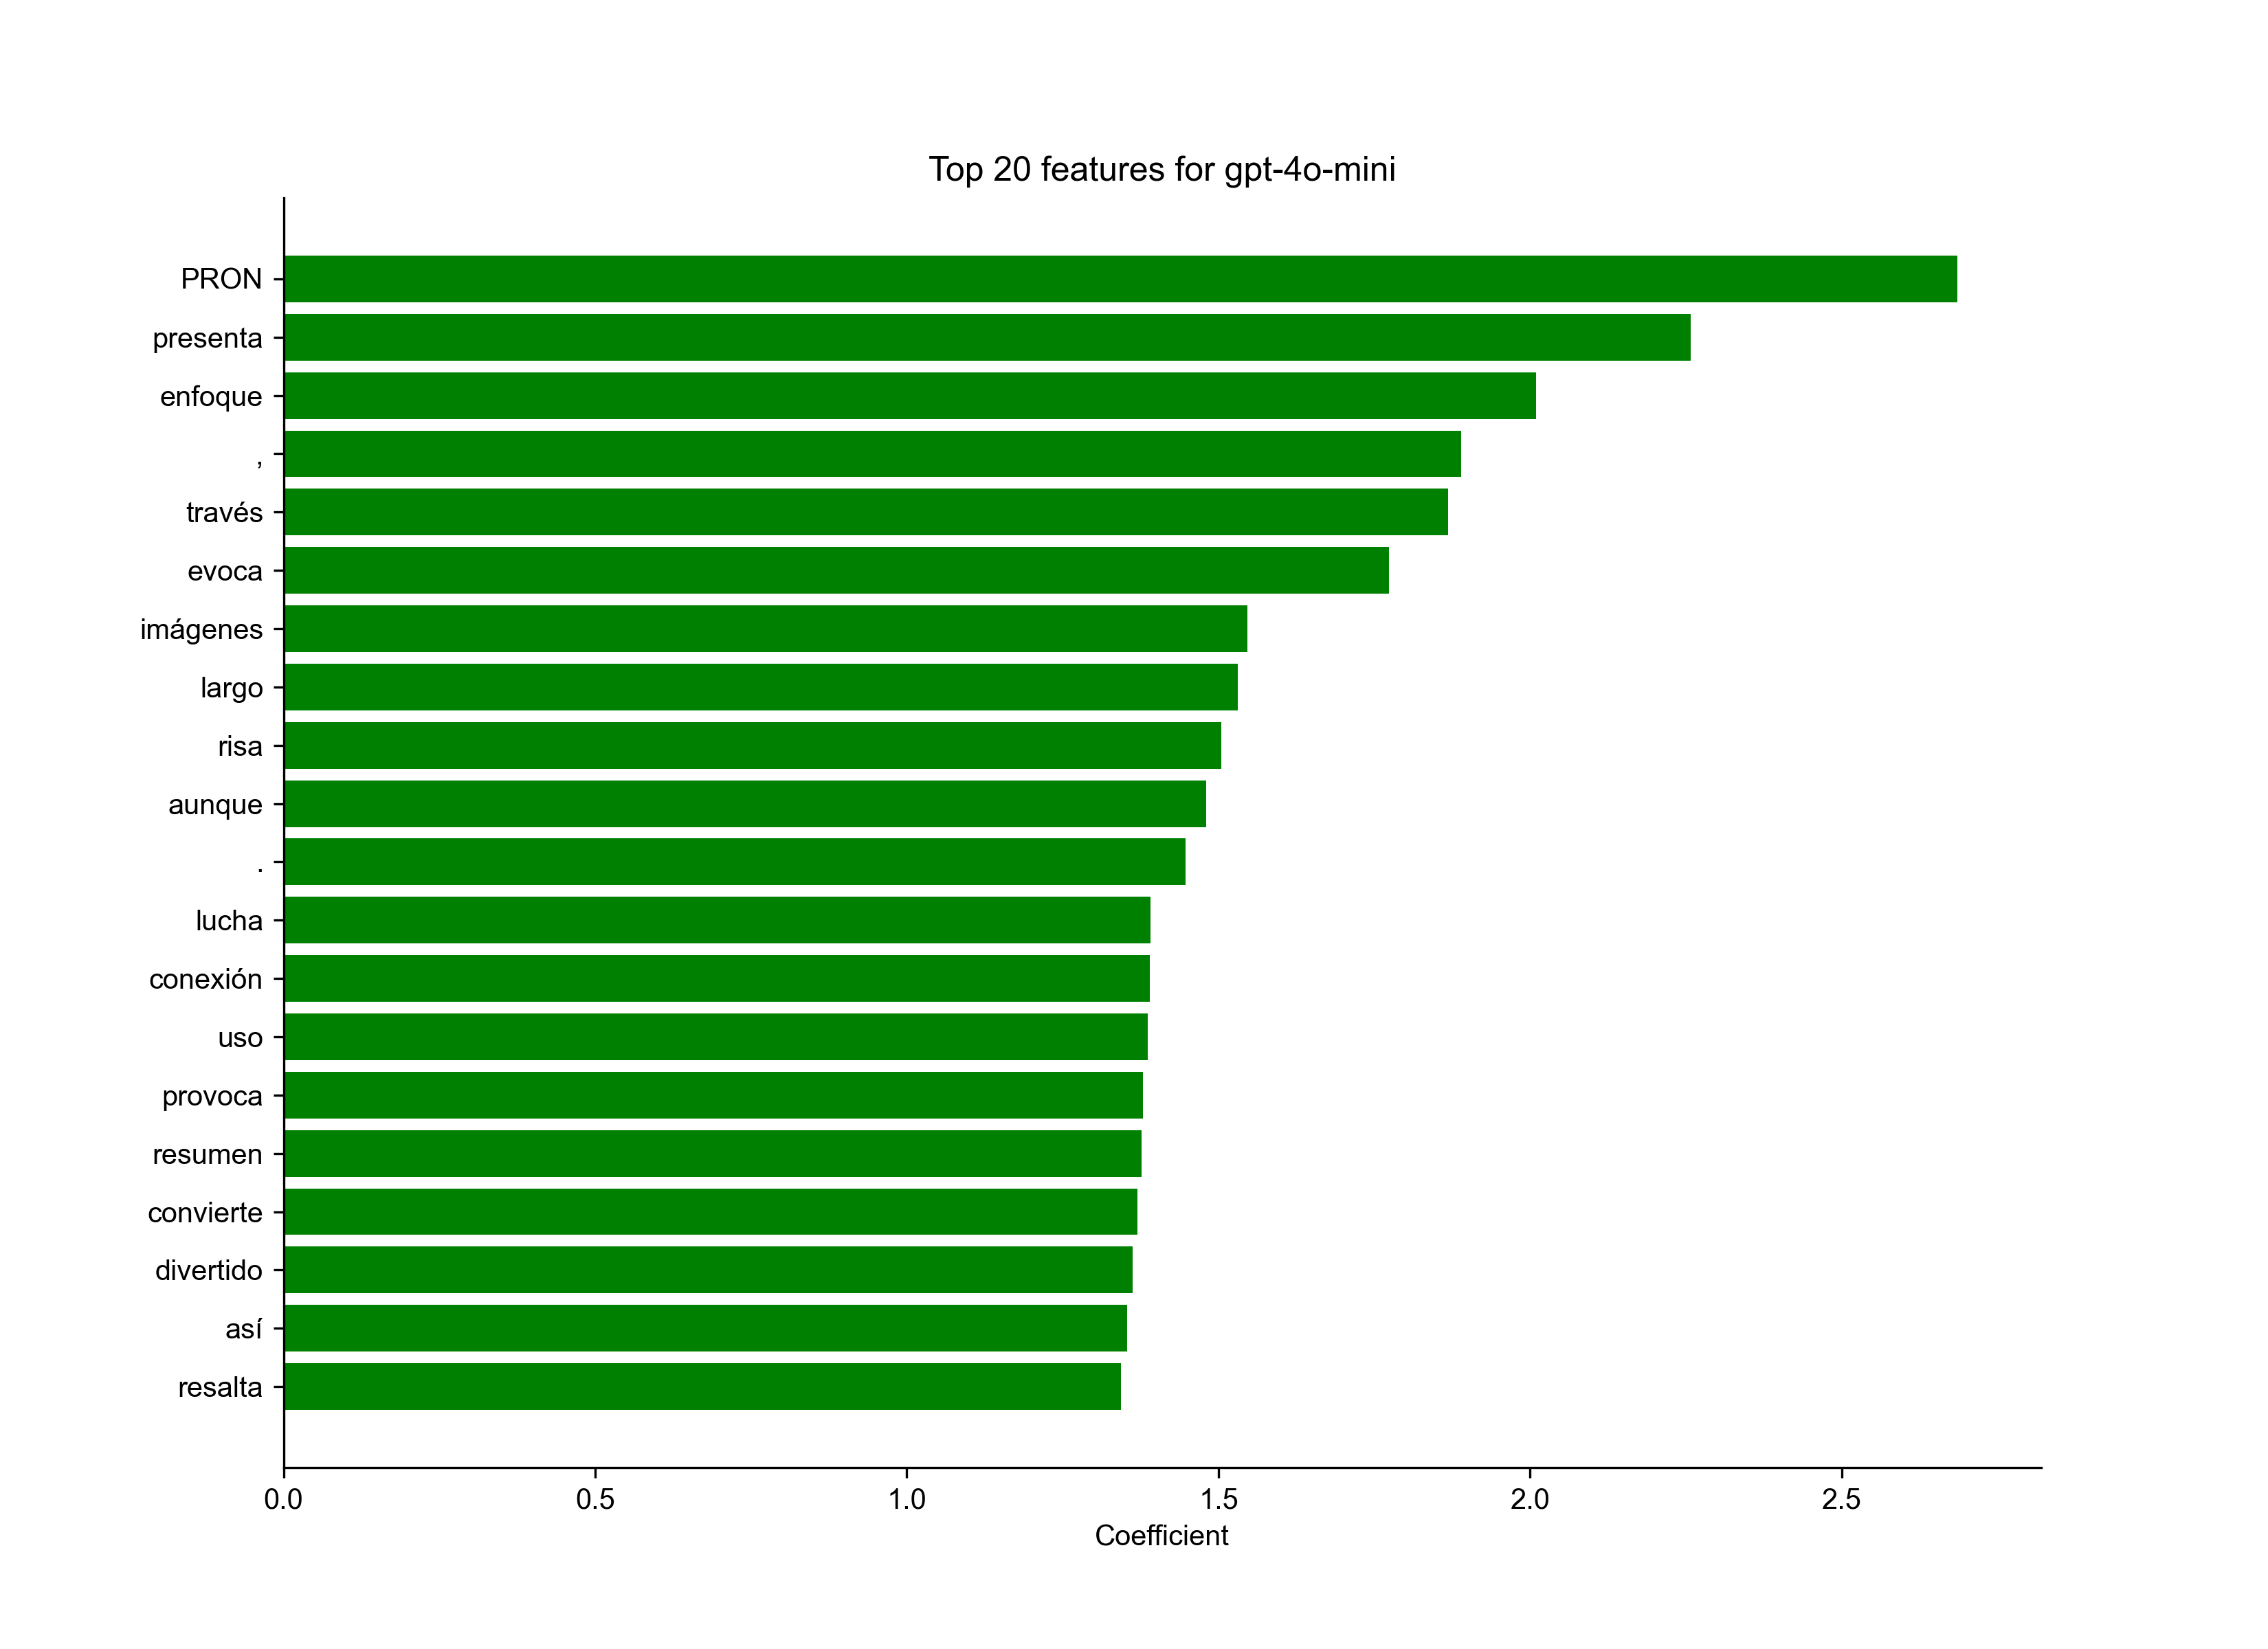 Top 20 features for gpt-4o-mini
PRON
presenta
enfoque
,
través
evoca
imágenes
largo
risa
aunque
.
lucha
conexión
uso
provoca
resumen
convierte
divertido
así
resalta
0.0 0.5 1.0 1.5 2.0 2.5
Coefficient